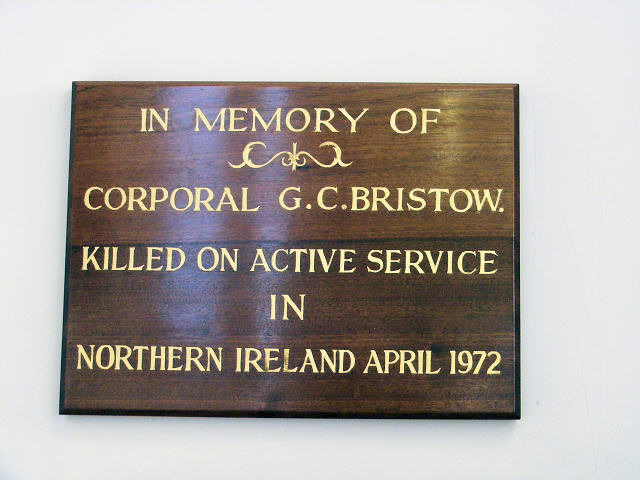 IN MEMORY OF
CORPORAL G.C.BRISTOW.
KILLED ON ACTIVE SERVICE
IN
NORTHERN IRELAND APRIL 1972